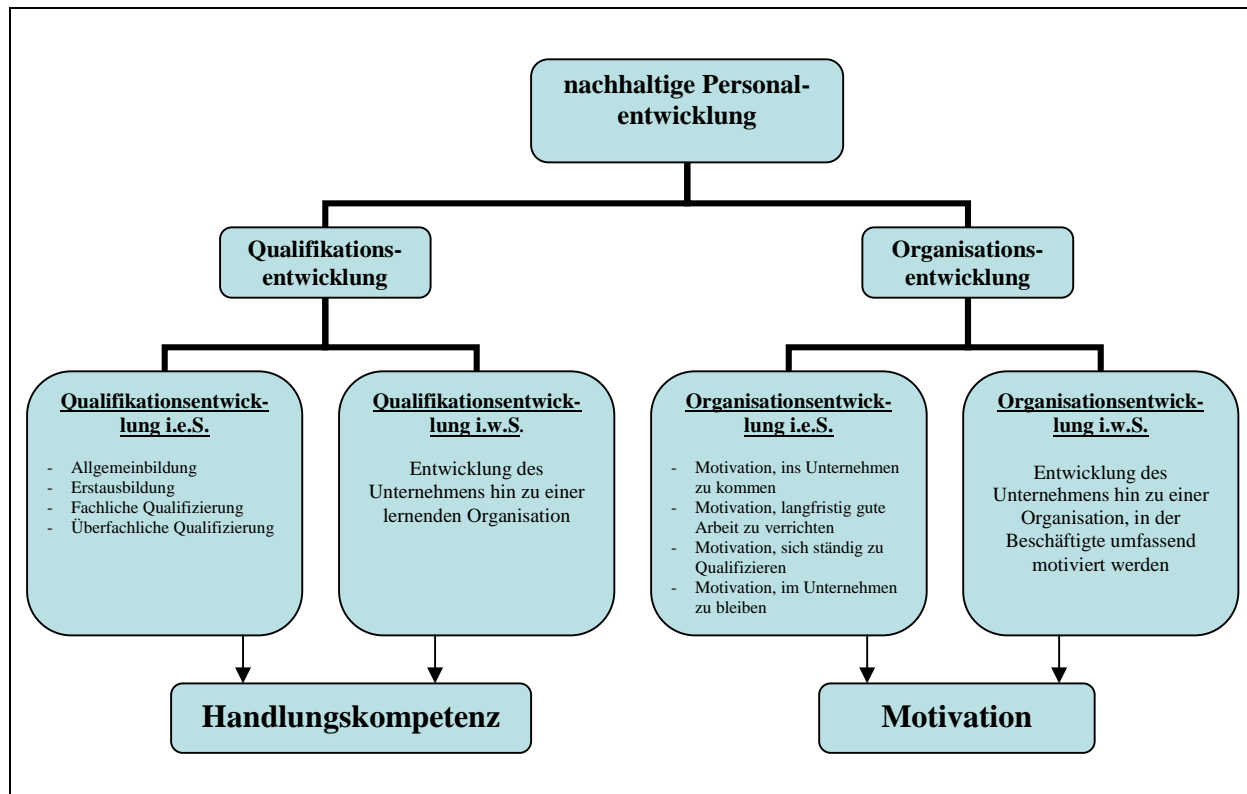 nachhaltige Personal-
entwicklung
Qualifikations-
entwicklung
Organisations-
entwicklung
Qualifikationsentwick-
lung i.e.S.
- Allgemeinbildung
- Erstausbildung
- Fachliche Qualifizierung
- Überfachliche Qualifizierung
Qualifikationsentwick-
lung i.w.S.
Entwicklung des
Unternehmens hin zu einer
lernenden Organisation
Organisationsentwick-
lung i.e.S.
- Motivation, ins Unternehmen
zu kommen
- Motivation, langfristig gute
Arbeit zu verrichten
- Motivation, sich ständig zu
Qualifizieren
- Motivation, im Unternehmen
zu bleiben
Organisationsentwick-
lung i.w.S.
Entwicklung des
Unternehmens hin zu einer
Organisation, in der
Beschäftigte umfassend
motiviert werden
Handlungskompetenz
Motivation